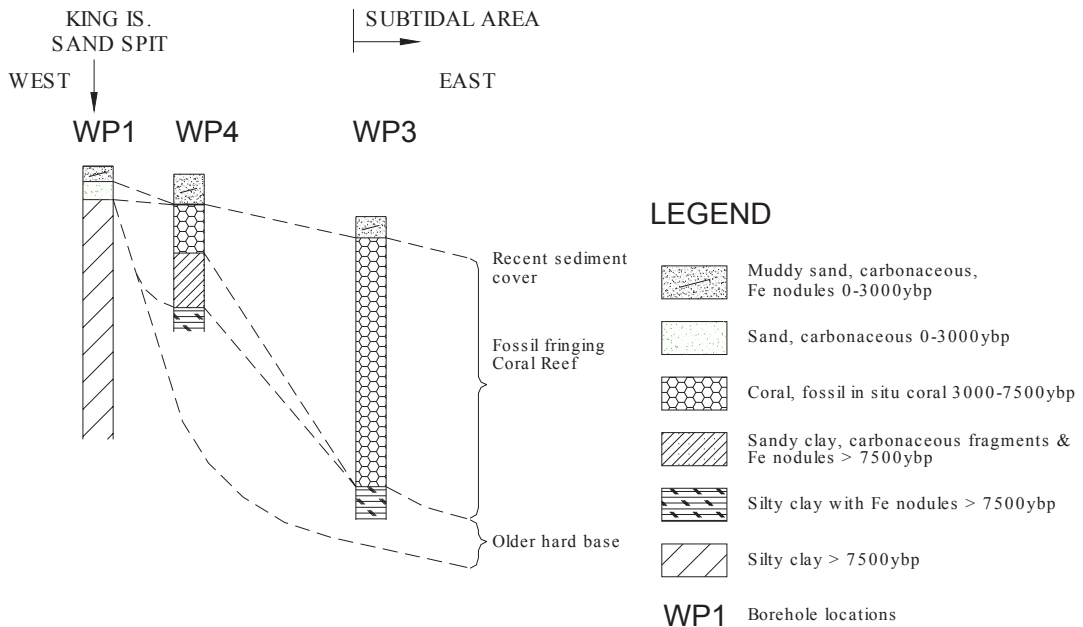 KING IS.
SAND SPIT
SUBTIDAL AREA
WEST
EAST
WP1
WP4
WP3
Recent sediment
cover
Fossil fringing
Coral Reef
Older hard base
LEGEND
Muddy sand, carbonaceous,
Fe nodules 0-3000ybp
Sand, carbonaceous 0-3000ybp
Coral, fossil in situ coral 3000-7500ybp
Sandy clay, carbonaceous fragments &
Fe nodules > 7500ybp
Silty clay with Fe nodules > 7500ybp
Silty clay > 7500ybp
WP1 Borehole locations